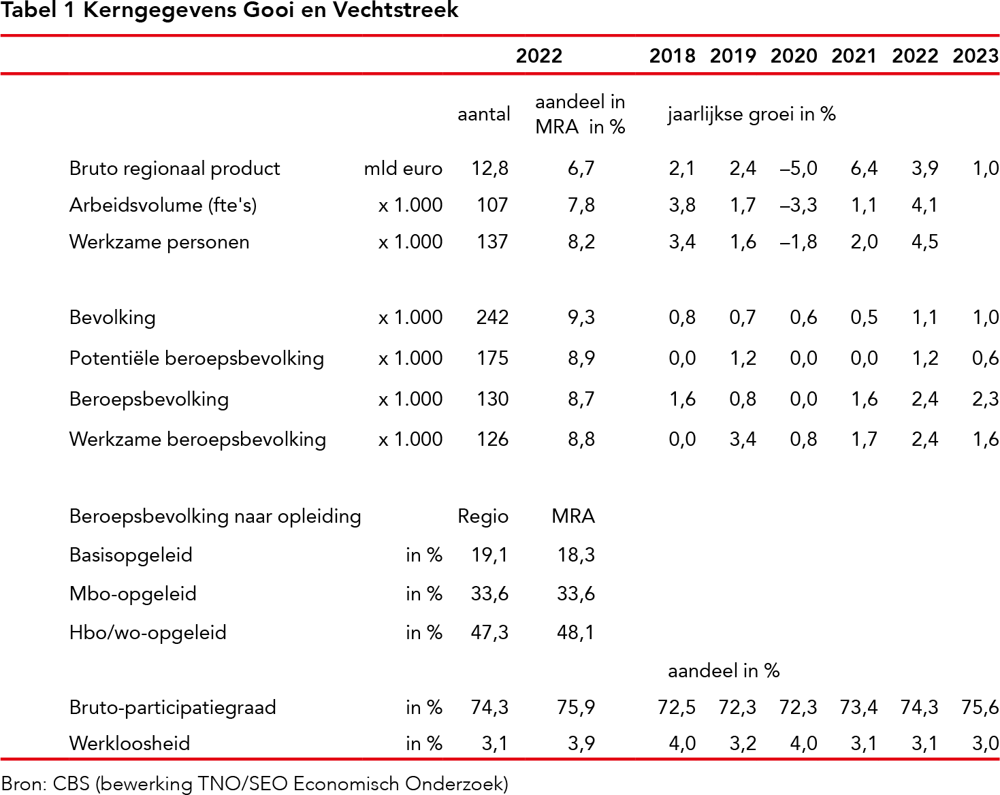 Tabel 1 Kerngegevens Gooi en Vechtstreek
2022 2018 2019 2020 2021 2022 2023
aantal aandeel in MRA in % jaarlijkse groei in %
Bruto regionaal product mld euro 12,8 6,7 2,1 2,4 –5,0 6,4 3,9 1,0
Arbeidsvolume (fte's) x 1.000 107 7,8 3,8 1,7 –3,3 1,1 4,1
Werkzame personen x 1.000 137 8,2 3,4 1,6 –1,8 2,0 4,5
Bevolking x 1.000 242 9,3 0,8 0,7 0,6 0,5 1,1 1,0
Potentiële beroepsbevolking x 1.000 175 8,9 0,0 1,2 0,0 0,0 1,2 0,6
Beroepsbevolking x 1.000 130 8,7 1,6 0,8 0,0 1,6 2,4 2,3
Werkzame beroepsbevolking x 1.000 126 8,8 0,0 3,4 0,8 1,7 2,4 1,6
Beroepsbevolking naar opleiding Regio MRA
Basisopgeleid in % 19,1 18,3
Mbo-opgeleid in % 33,6 33,6
Hbo/wo-opgeleid in % 47,3 48,1
aandeel in %
Bruto-participatiegraad in % 74,3 75,9 72,5 72,3 72,3 73,4 74,3 75,6
Werkloosheid in % 3,1 3,9 4,0 3,2 4,0 3,1 3,1 3,0
Bron: CBS (bewerking TNO/SEO Economisch Onderzoek)